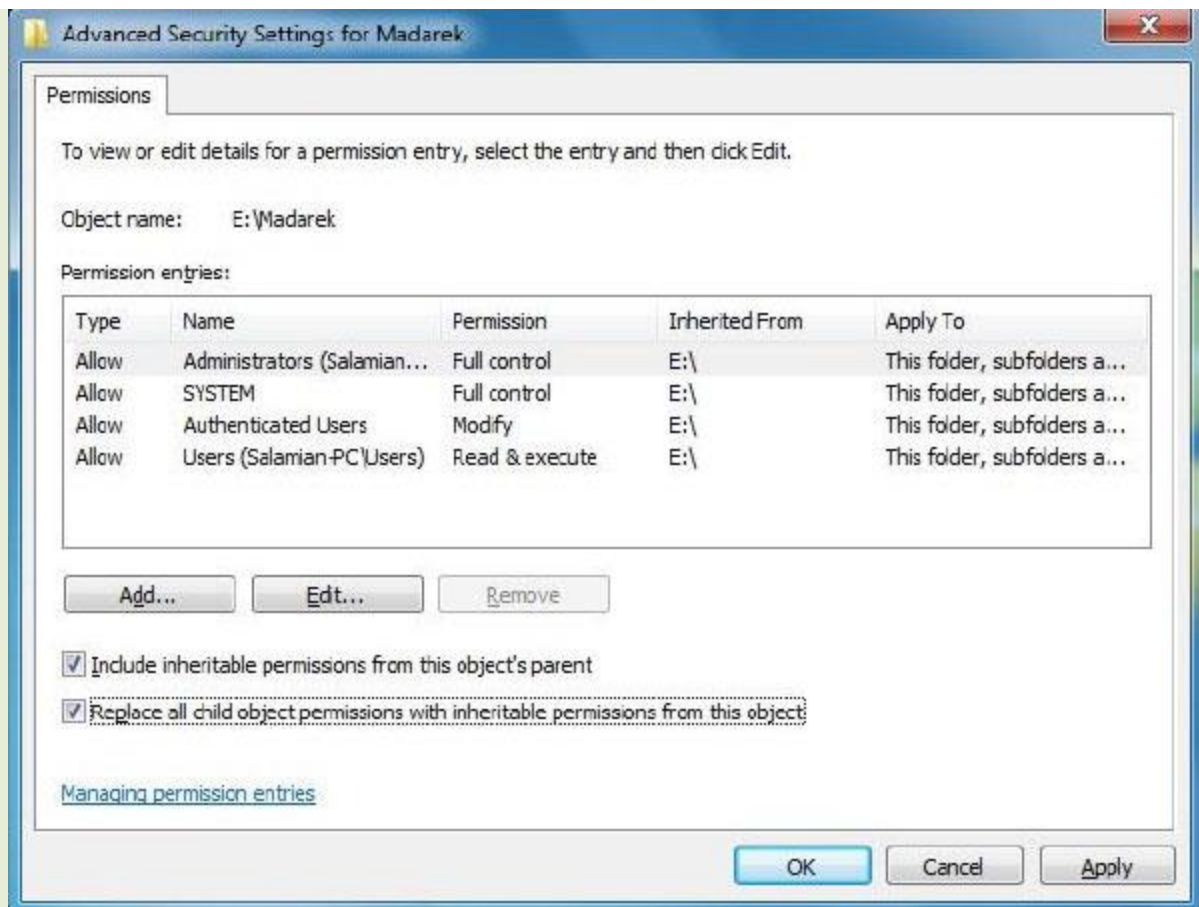 Advanced Security Settings for Madarek
Permissions
To view or edit details for a permission entry, select the entry and then click Edit.
Object name: E:\Madarek
Permission entries:
Type Name Permission Inherited From Apply To
Allow Administrators (Salamian... Full control E:\ This folder, subfolders a...
Allow SYSTEM Full control E:\ This folder, subfolders a...
Allow Authenticated Users Modify E:\ This folder, subfolders a...
Allow Users (Salamian-PC\Users) Read & execute E:\ This folder, subfolders a...
Add... Edit... Remove
Include inheritable permissions from this object's parent
Replace all child object permissions with inheritable permissions from this object
Managing permission entries
OK Cancel Apply